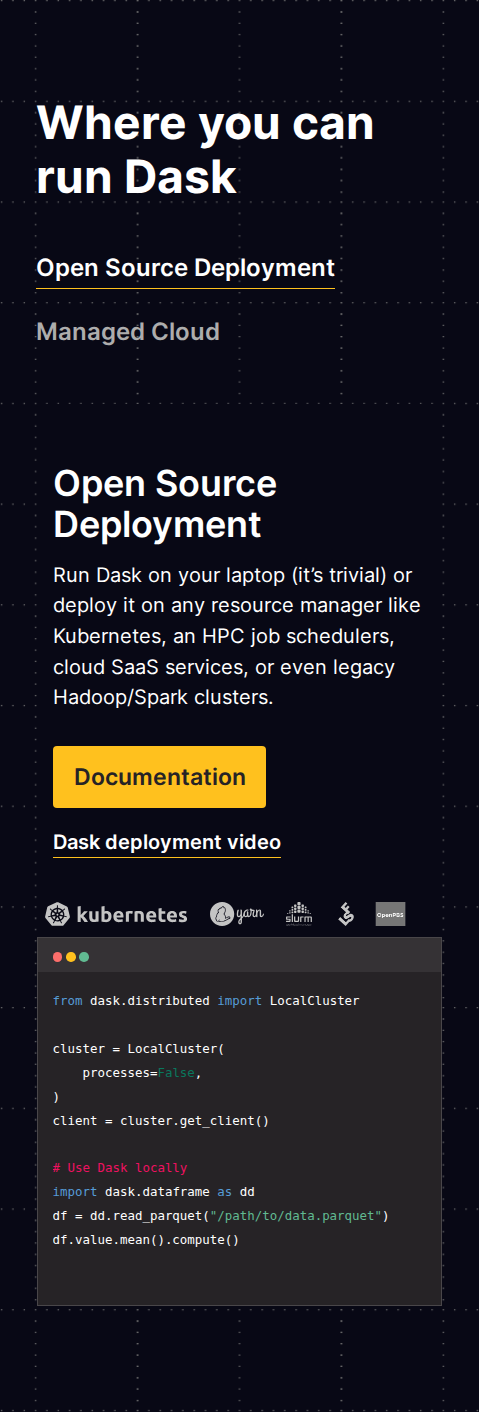 Where you can
run Dask
Open Source Deployment
Managed Cloud
Open Source
Deployment
Run Dask on your laptop (it’s trivial) or
deploy it on any resource manager like
Kubernetes, an HPC job schedulers,
cloud SaaS services, or even legacy
Hadoop/Spark clusters.
Documentation
Dask deployment video
kubernetes yarn slurm OpenPBS
from dask.distributed import LocalCluster
cluster = LocalCluster(
    processes=False,
)
client = cluster.get_client()
# Use Dask locally
import dask.dataframe as dd
df = dd.read_parquet("/path/to/data.parquet")
df.value.mean().compute()